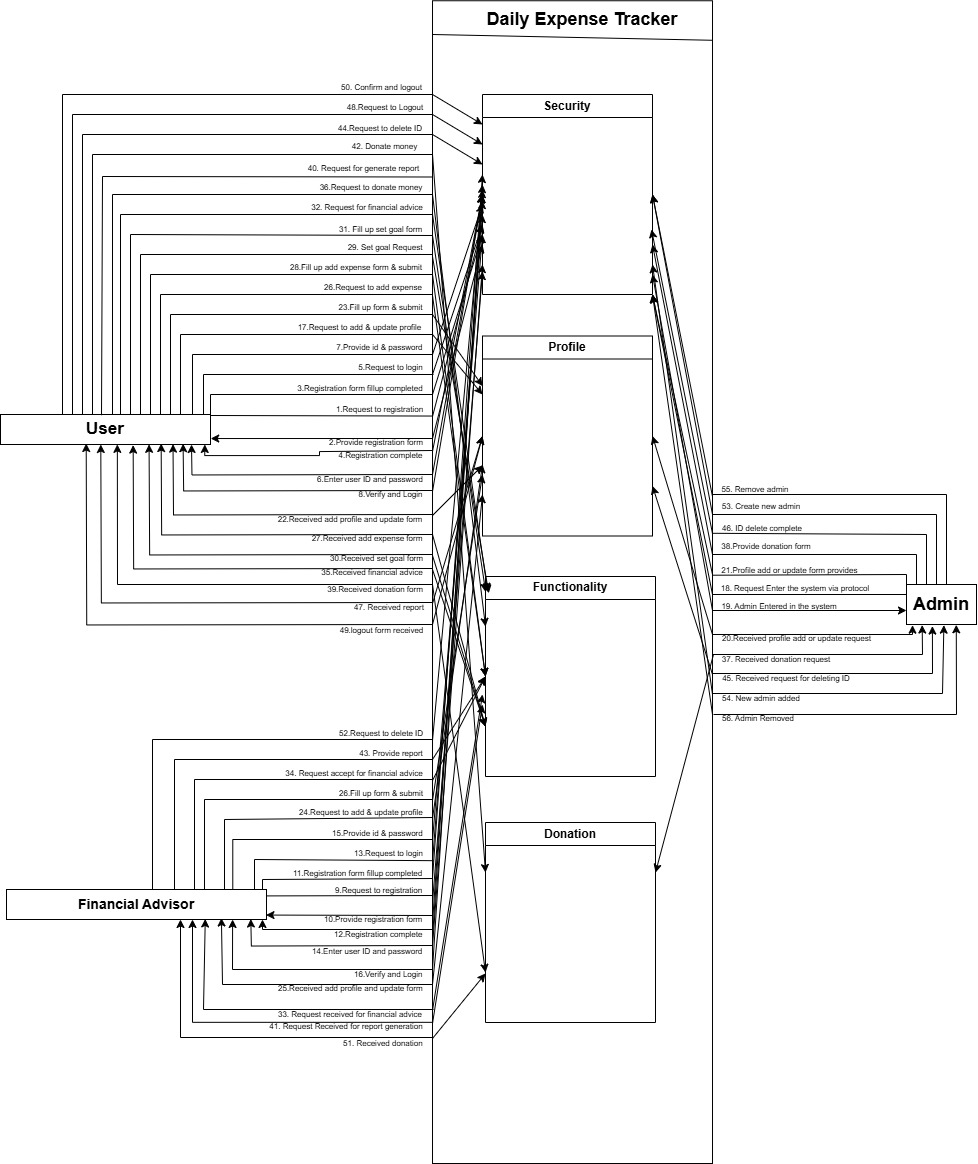 Daily Expense Tracker
50. Confirm and logout
48.Request to Logout
44.Request to delete ID
42. Donate money
40. Request for generate report
36.Request to donate money
32. Request for financial advice
31. Fill up set goal form
29. Set goal Request
28.Fill up add expense form & submit
26.Request to add expense
23.Fill up form & submit
17.Request to add & update profile
7.Provide id & password
5.Request to login
3.Registration form fillup completed
1.Request to registration
User
2.Provide registration form
4.Registration complete
6.Enter user ID and password
8.Verify and Login
22.Received add profile and update form
27.Received add expense form
30.Received set goal form
35.Received financial advice
39.Received donation form
47. Received report
49.logout form received
Security
Profile
Functionality
Donation
55. Remove admin
53. Create new admin
46. ID delete complete
38.Provide donation form
21.Profile add or update form provides
18. Request Enter the system via protocol
19. Admin Entered in the system
Admin
20.Received profile add or update request
37. Received donation request
45. Received request for deleting ID
54. New admin added
56. Admin Removed
52.Request to delete ID
43. Provide report
34. Request accept for financial advice
26.Fill up form & submit
24.Request to add & update profile
15.Provide id & password
13.Request to login
11.Registration form fillup completed
9.Request to registration
Financial Advisor
10.Provide registration form
12.Registration complete
14.Enter user ID and password
16.Verify and Login
25.Received add profile and update form
33. Request received for financial advice
41. Request Received for report generation
51. Received donation